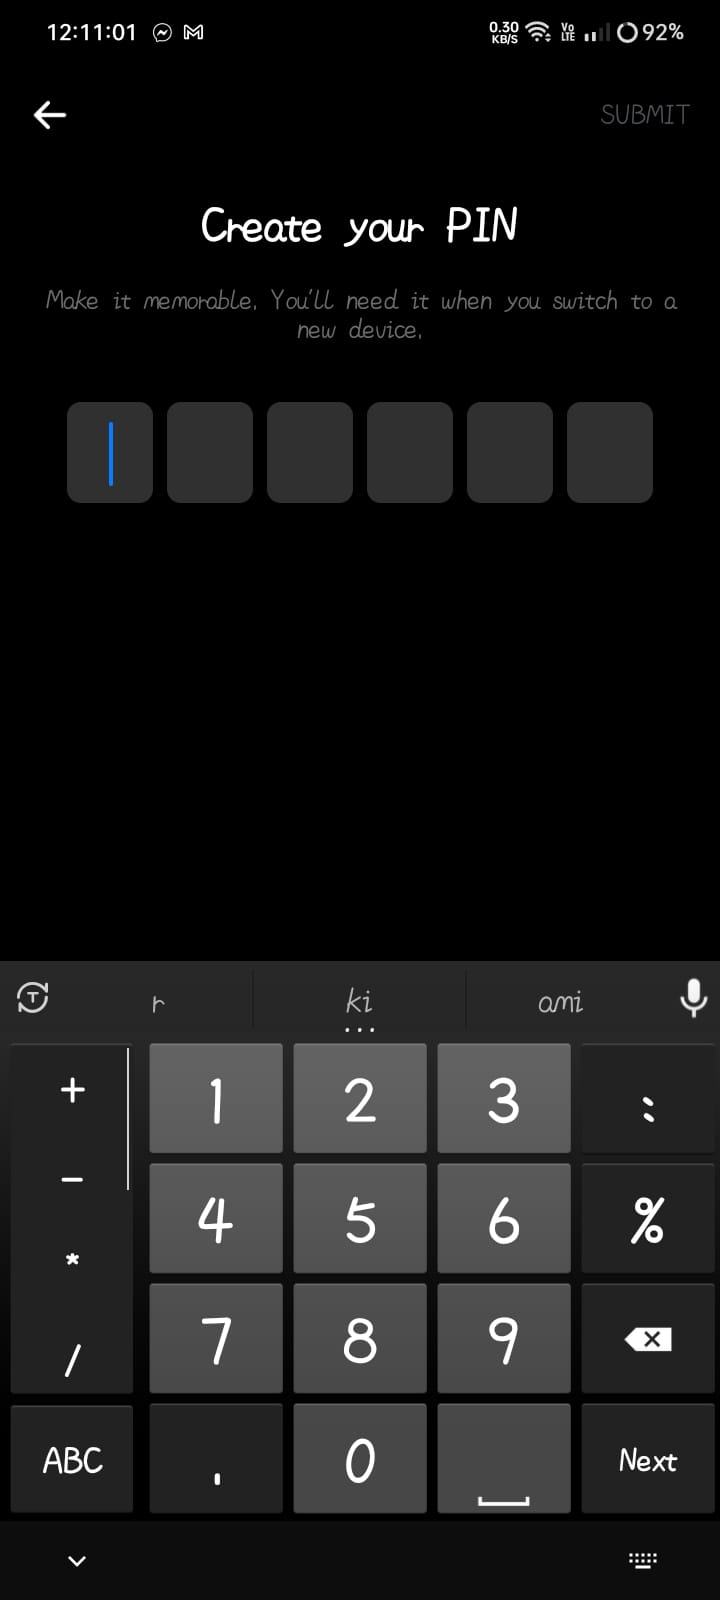 12:11:01 0.30 KB/S Vo LTE 92%
SUBMIT
Create your PIN
Make it memorable. You'll need it when you switch to a
new device.
r ki ami
+ 1 2 3 :
- 4 5 6 %
*
/ 7 8 9
ABC . 0 Next